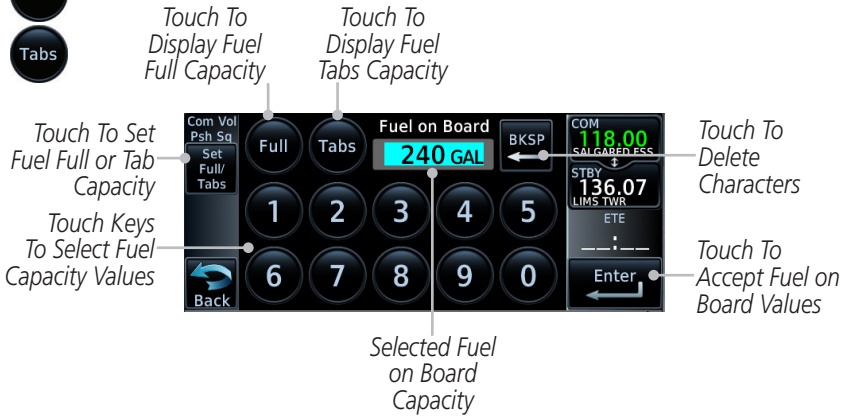 Tabs
Touch To
Display Fuel
Full Capacity
Touch To
Display Fuel
Tabs Capacity
Touch To Set
Fuel Full or Tab
Capacity
Touch Keys
To Select Fuel
Capacity Values
Com Vol
Psh Sq
Set
Full/
Tabs
Back
Full
Tabs
Fuel on Board
240 GAL
BKSP
1 2 3 4 5
6 7 8 9 0
COM
118.00
SALGARED ESS
STBY
136.07
LIMS TWR
ETE
__:__
Enter
Touch To
Delete
Characters
Touch To
Accept Fuel on
Board Values
Selected Fuel
on Board
Capacity